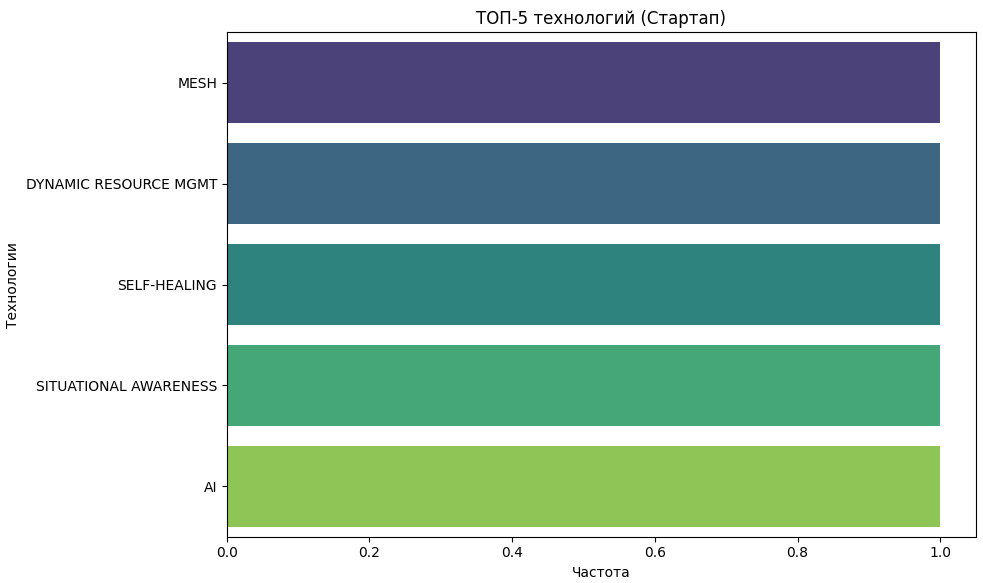 ТОП-5 технологий (Стартап)
Технологии
MESH
DYNAMIC RESOURCE MGMT
SELF-HEALING
SITUATIONAL AWARENESS
AI
0.0 0.2 0.4 0.6 0.8 1.0
Частота